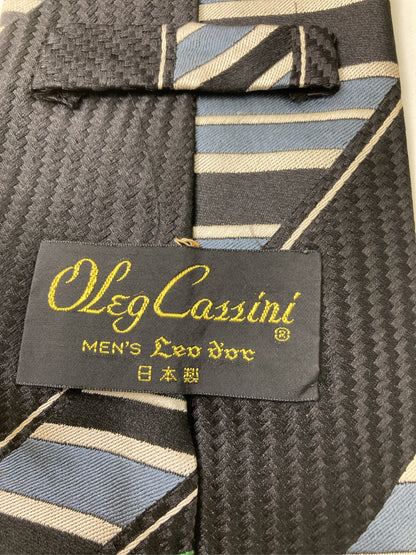 Oleg Cassini ®
MEN'S Leo d'or
日本製